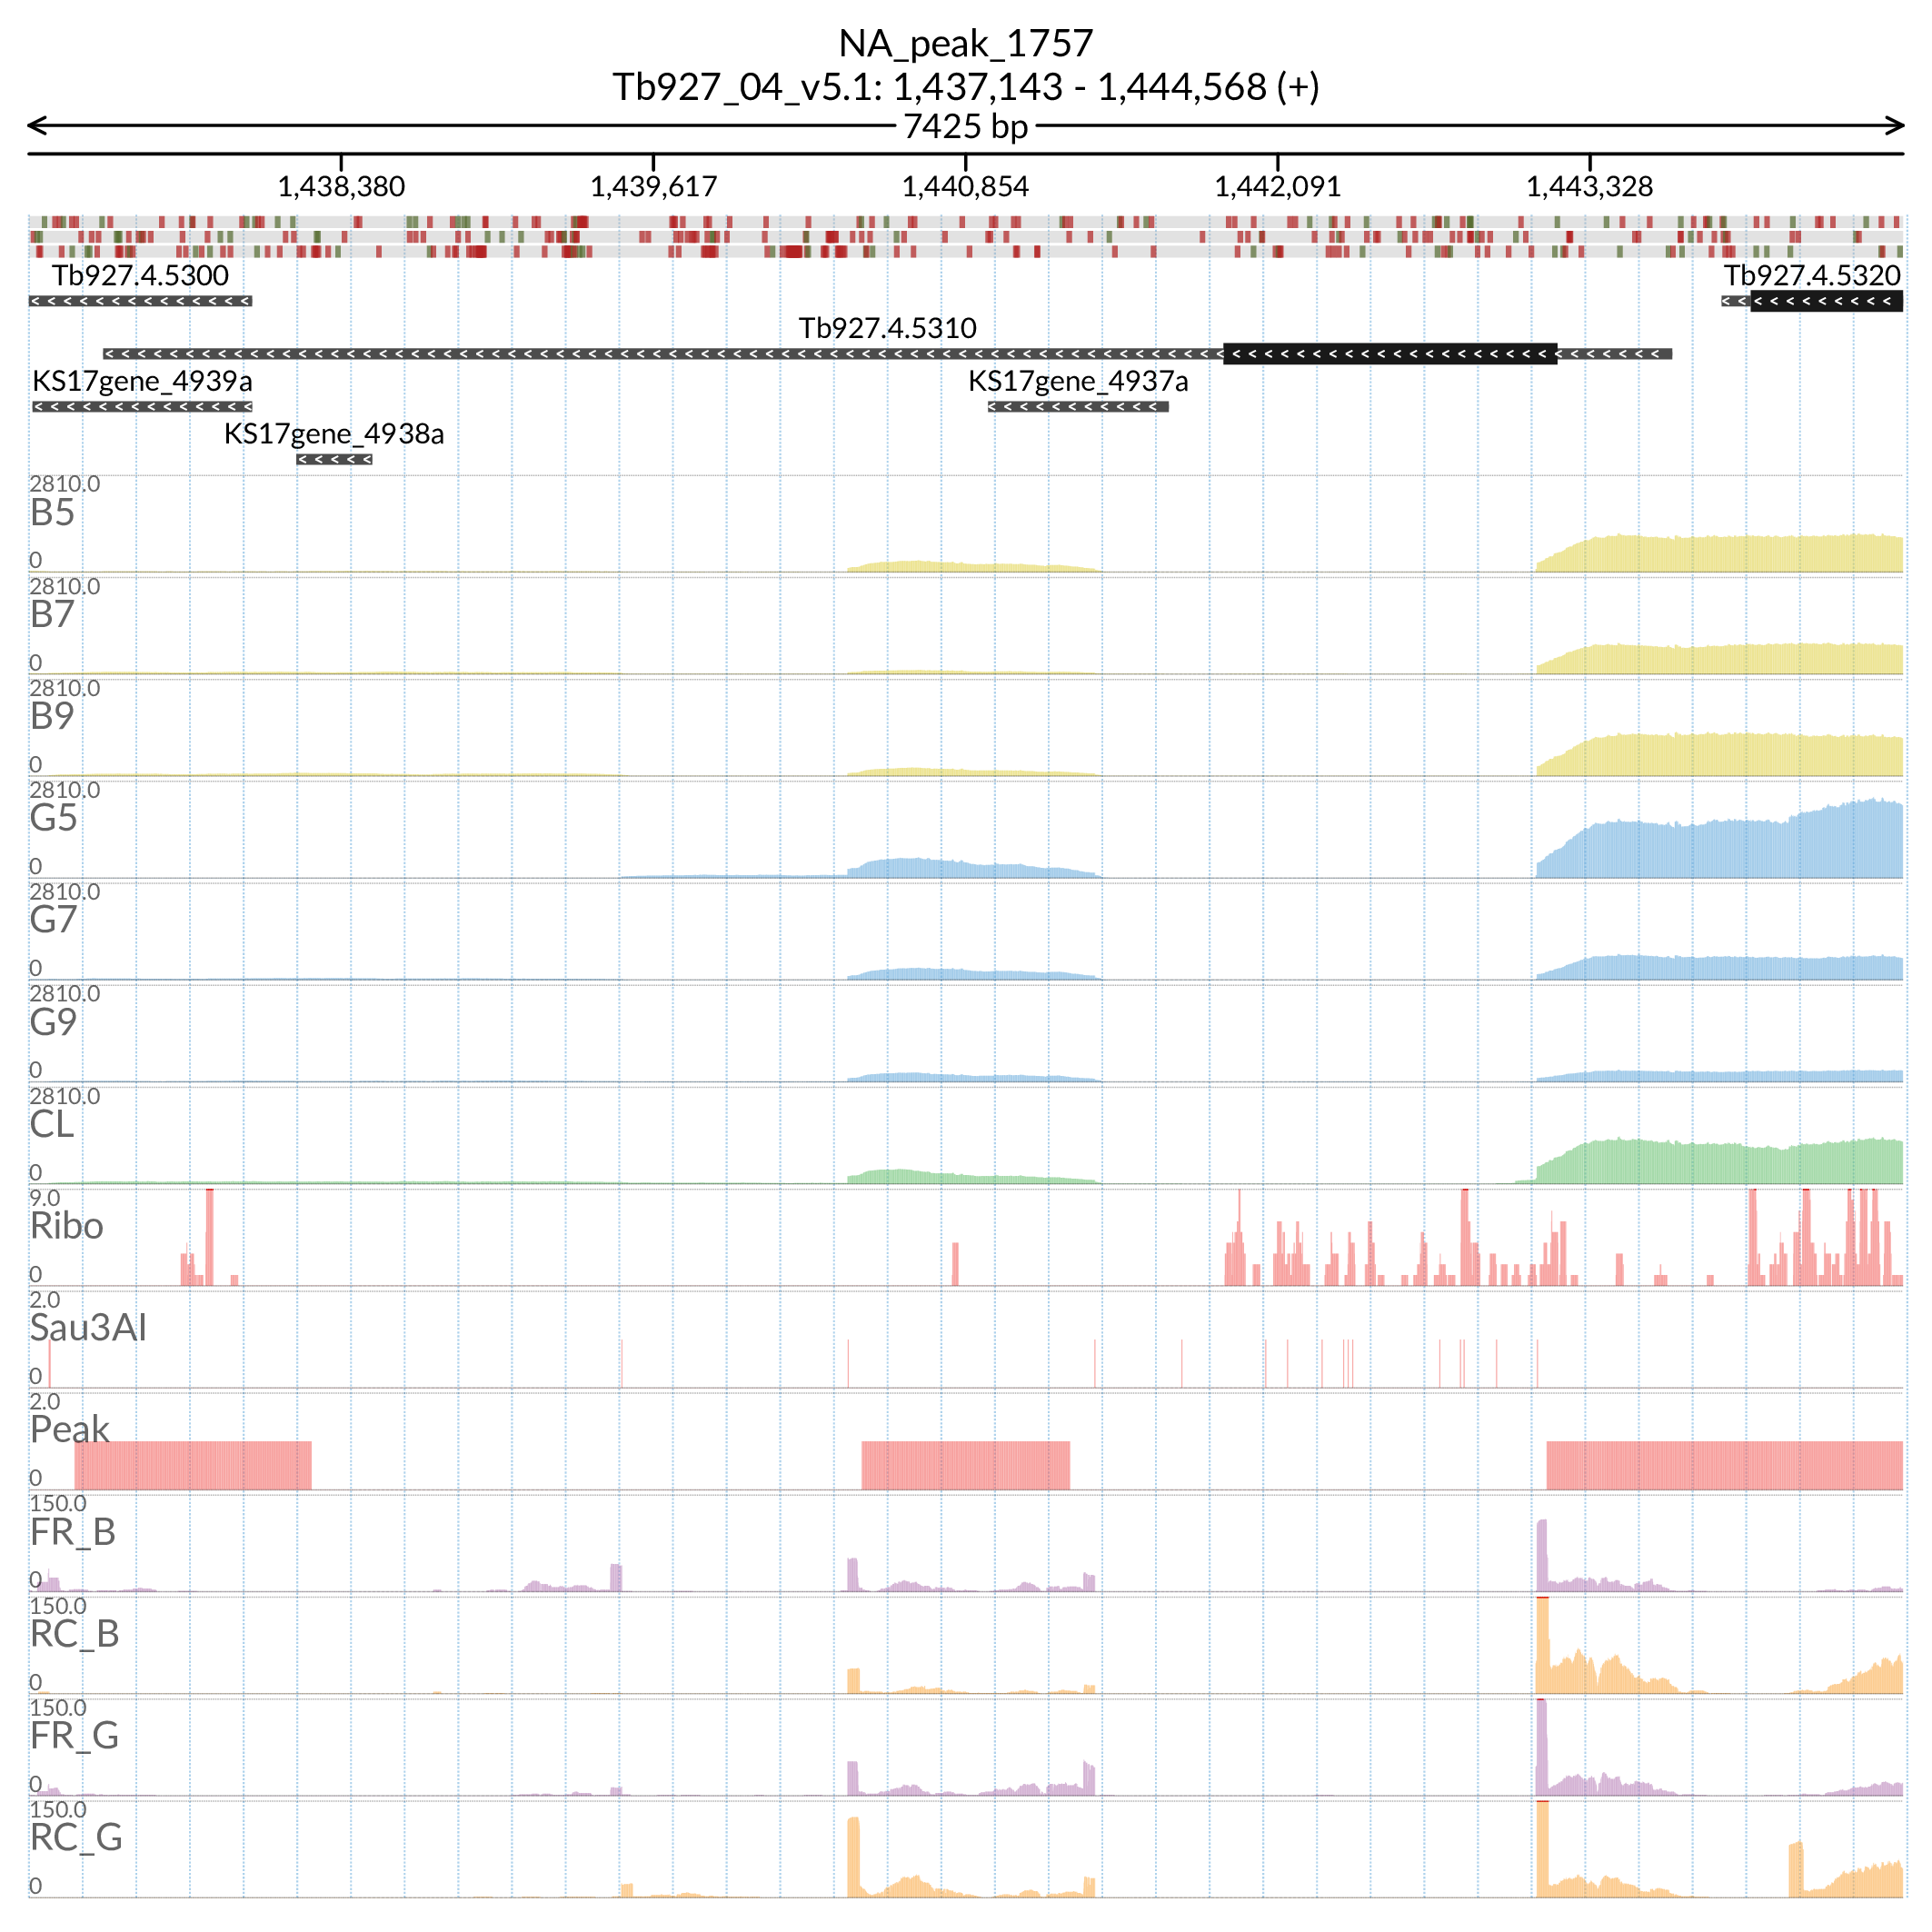 NA_peak_1757
Tb927_04_v5.1: 1,437,143 - 1,444,568 (+)
7425 bp
1,438,380 1,439,617 1,440,854 1,442,091 1,443,328
Tb927.4.5300 Tb927.4.5320
Tb927.4.5310
KS17gene_4939a KS17gene_4937a
KS17gene_4938a
2810.0
B5
0
2810.0
B7
0
2810.0
B9
0
2810.0
G5
0
2810.0
G7
0
2810.0
G9
0
2810.0
CL
0
9.0
Ribo
0
2.0
Sau3AI
0
2.0
Peak
0
150.0
FR_B
0
150.0
RC_B
0
150.0
FR_G
0
150.0
RC_G
0